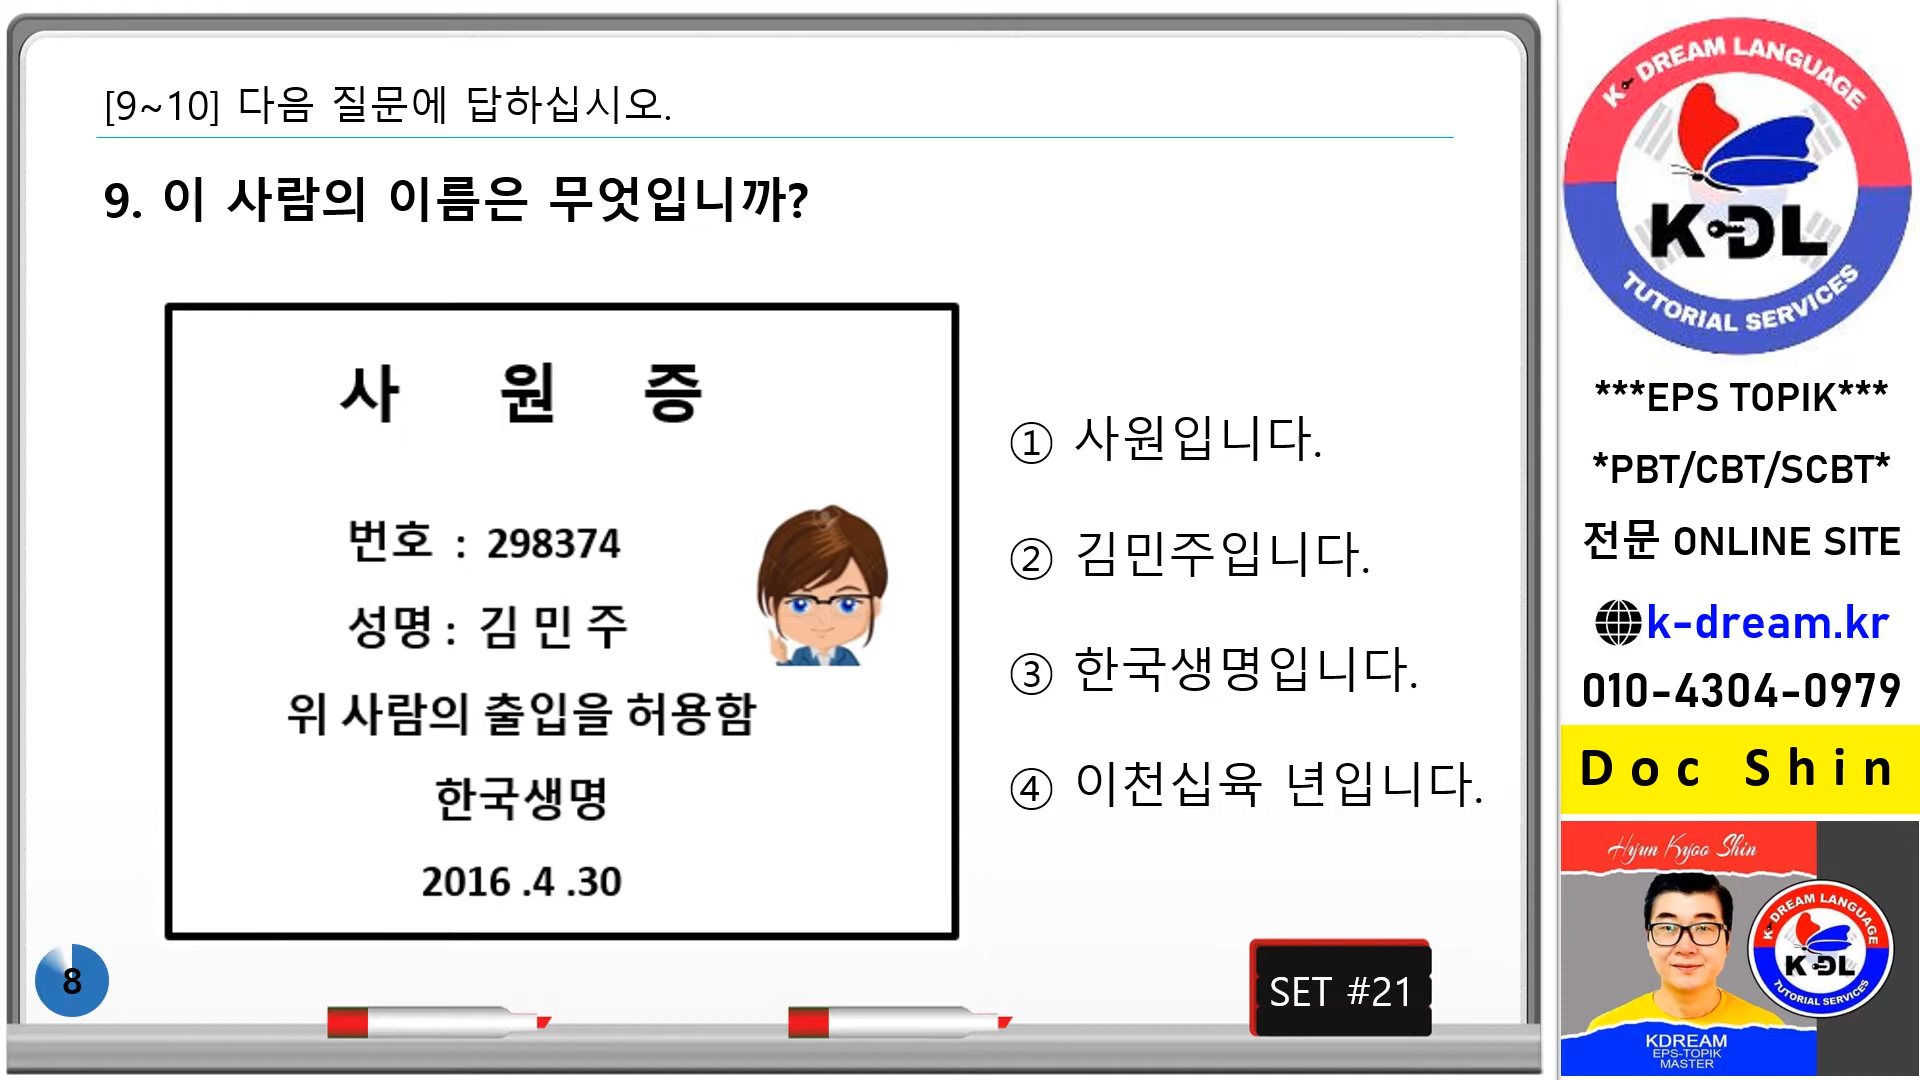 [9~10] 다음 질문에 답하십시오.
9. 이 사람의 이름은 무엇입니까?
사 원 증
번호 : 298374
성명 : 김 민 주
위 사람의 출입을 허용함
한국생명
2016 .4 .30
① 사원입니다.
② 김민주입니다.
③ 한국생명입니다.
④ 이천십육 년입니다.
8
SET #21
K DREAM LANGUAGE
K DL
TUTORIAL SERVICES
***EPS TOPIK***
*PBT/CBT/SCBT*
전문 ONLINE SITE
k-dream.kr
010-4304-0979
Doc Shin
Hyun Kyoo Shin
K DREAM LANGUAGE
K DL
TUTORIAL SERVICES
KDREAM
EPS-TOPIK
MASTER